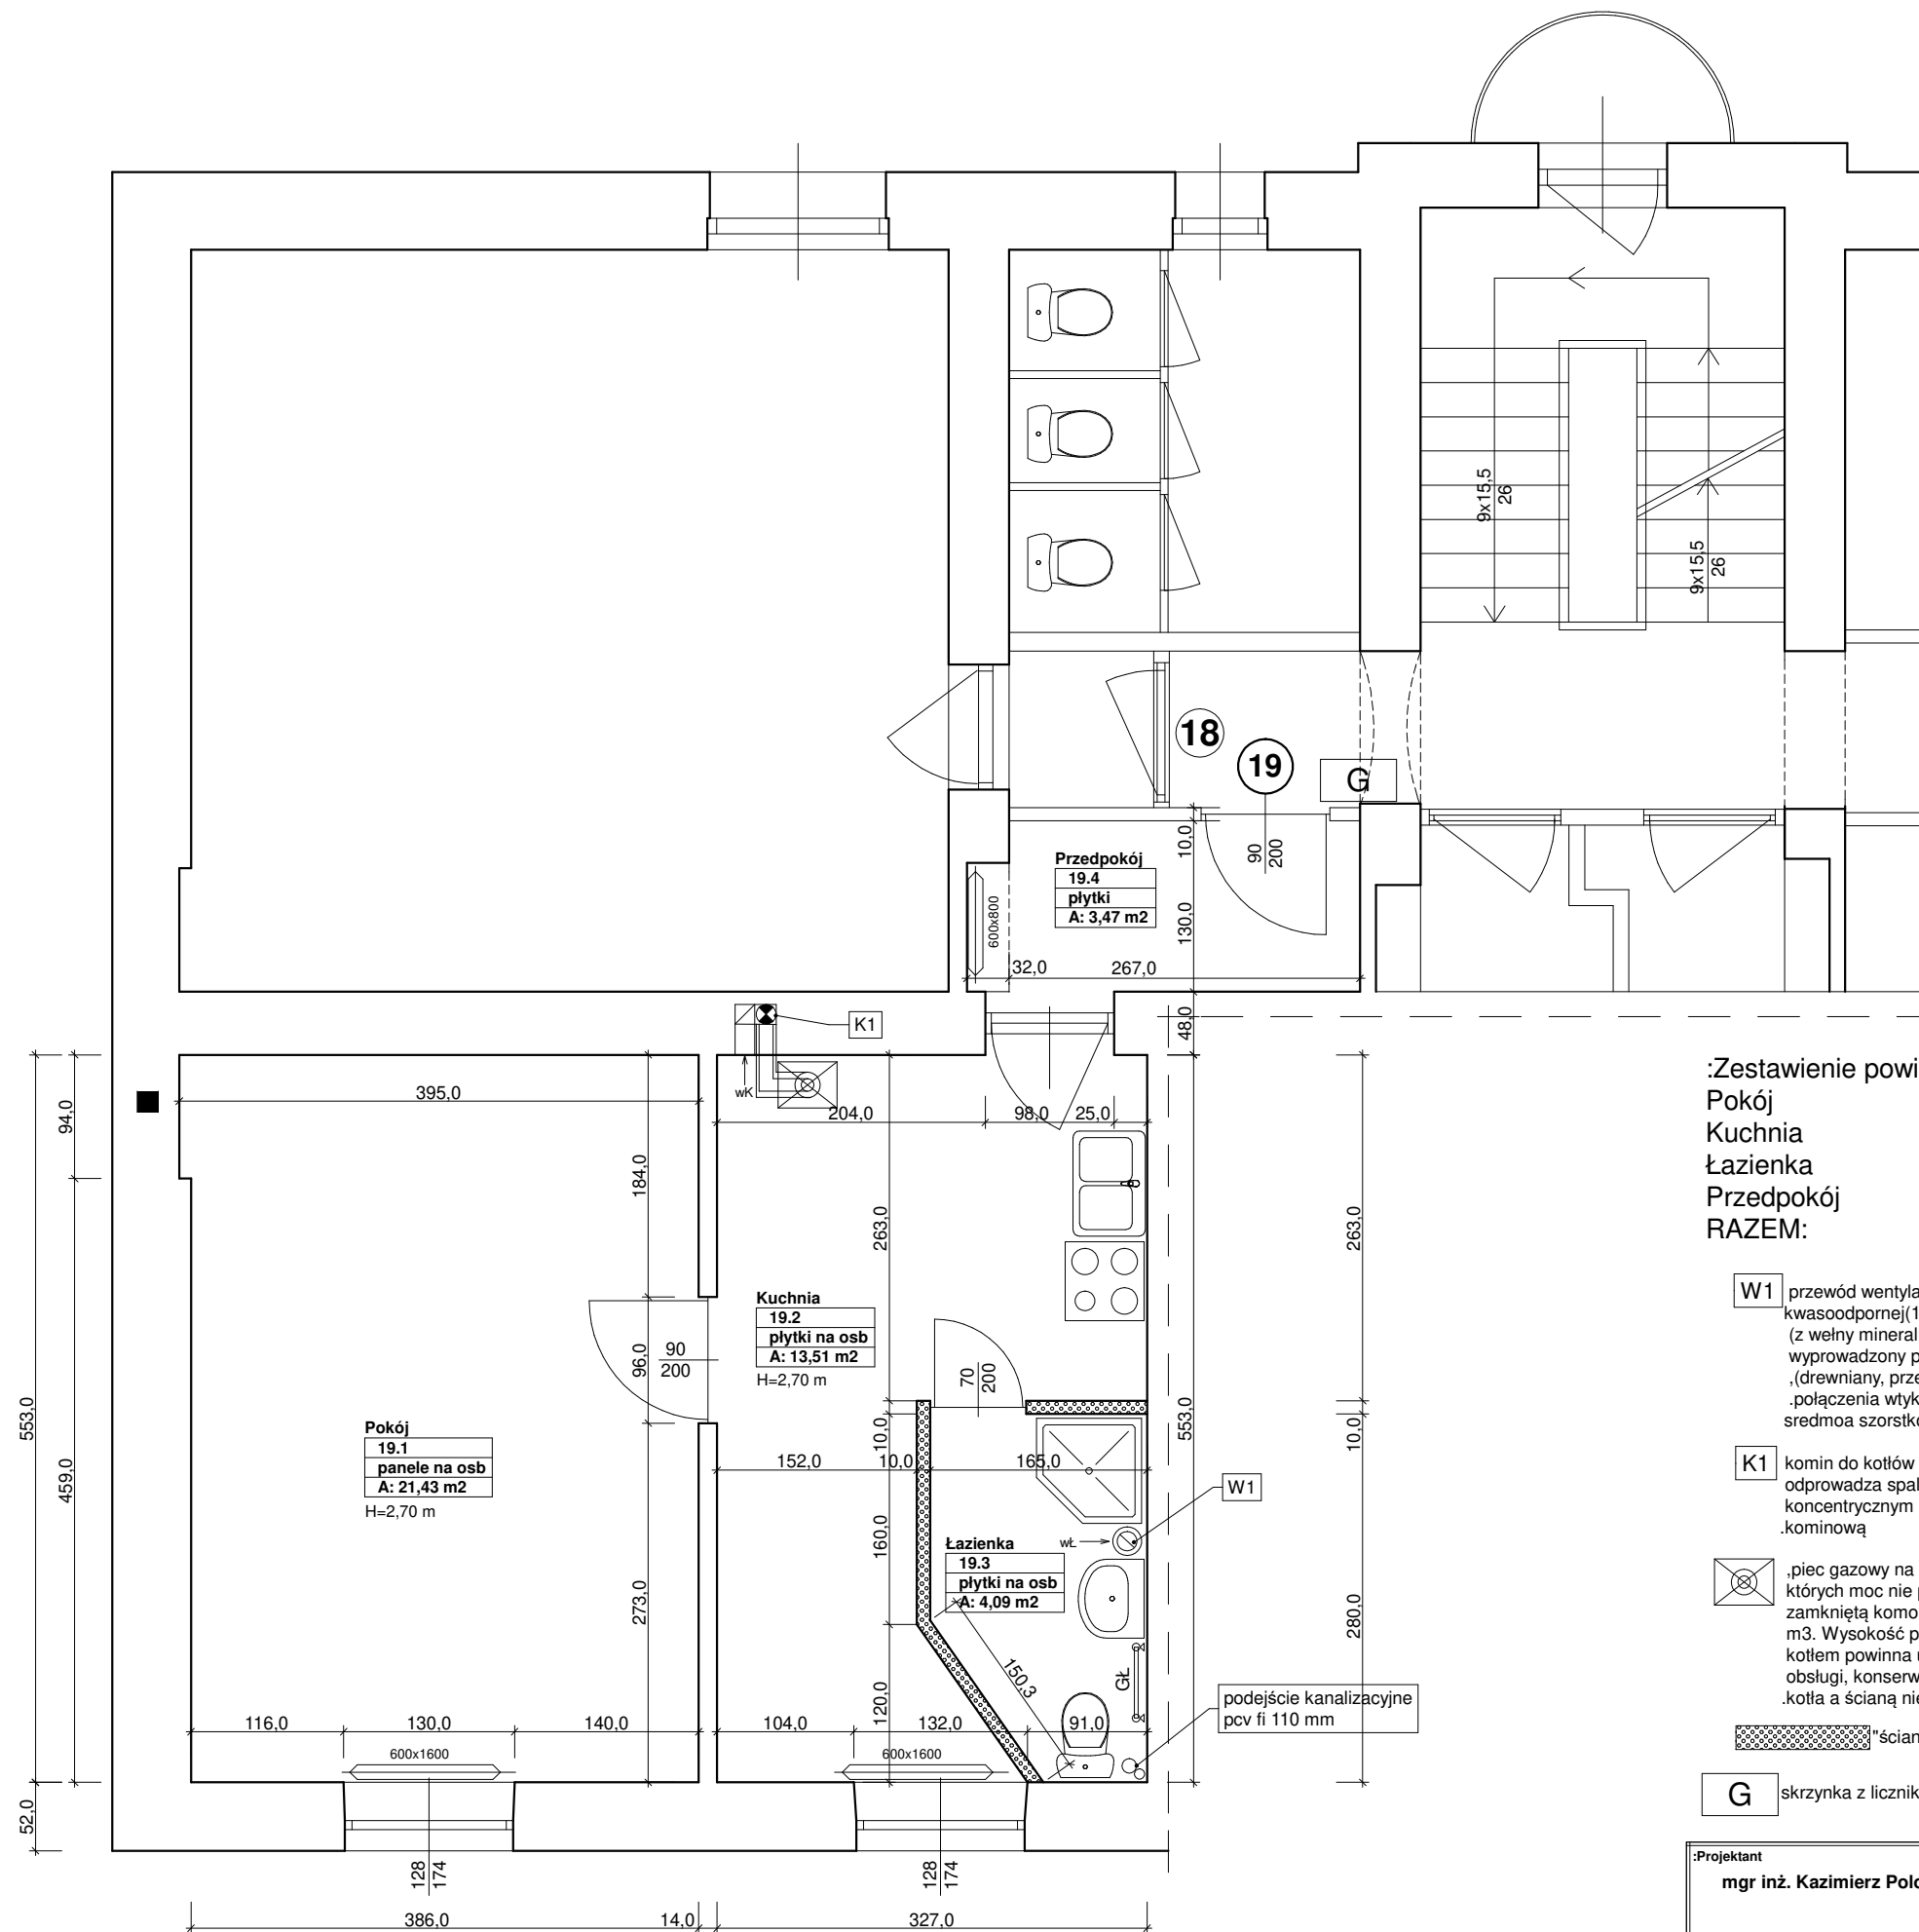 9x15,5
26
9x15,5
26
18
19
G
90
200
10,0
Przedpokój
19.4
płytki
A: 3,47 m2
600x800
130,0
32,0
267,0
48,0
K1
wK
395,0
204,0
98,0
25,0
94,0
184,0
263,0
263,0
553,0
459,0
96,0
90
200
Kuchnia
19.2
płytki na osb
A: 13,51 m2
H=2,70 m
70
200
Pokój
19.1
panele na osb
A: 21,43 m2
H=2,70 m
10,0
553,0
10,0
152,0
10,0
165,0
W1
160,0
wŁ
Łazienka
19.3
płytki na osb
A: 4,09 m2
273,0
280,0
150,3
GŁ
120,0
podejście kanalizacyjne
pcv fi 110 mm
116,0
130,0
140,0
104,0
132,0
91,0
600x1600
600x1600
52,0
128
174
128
174
386,0
14,0
327,0
:Zestawienie powi
Pokój
Kuchnia
Łazienka
Przedpokój
RAZEM:
W1 przewód wentyla
kwasoodpornej(1
(z wełny mineral
wyprowadzony p
,(drewniany, prze
.połączenia wtyk
sredmoa szorstko
K1 komin do kotłów
odprowadza spal
koncentrycznym
.kominową
,piec gazowy na
których moc nie p
zamkniętą komo
m3. Wysokość p
kotłem powinna u
obsługi, konserw
.kotła a ścianą nie
"ścian
G skrzynka z licznik
:Projektant
mgr inż. Kazimierz Polo